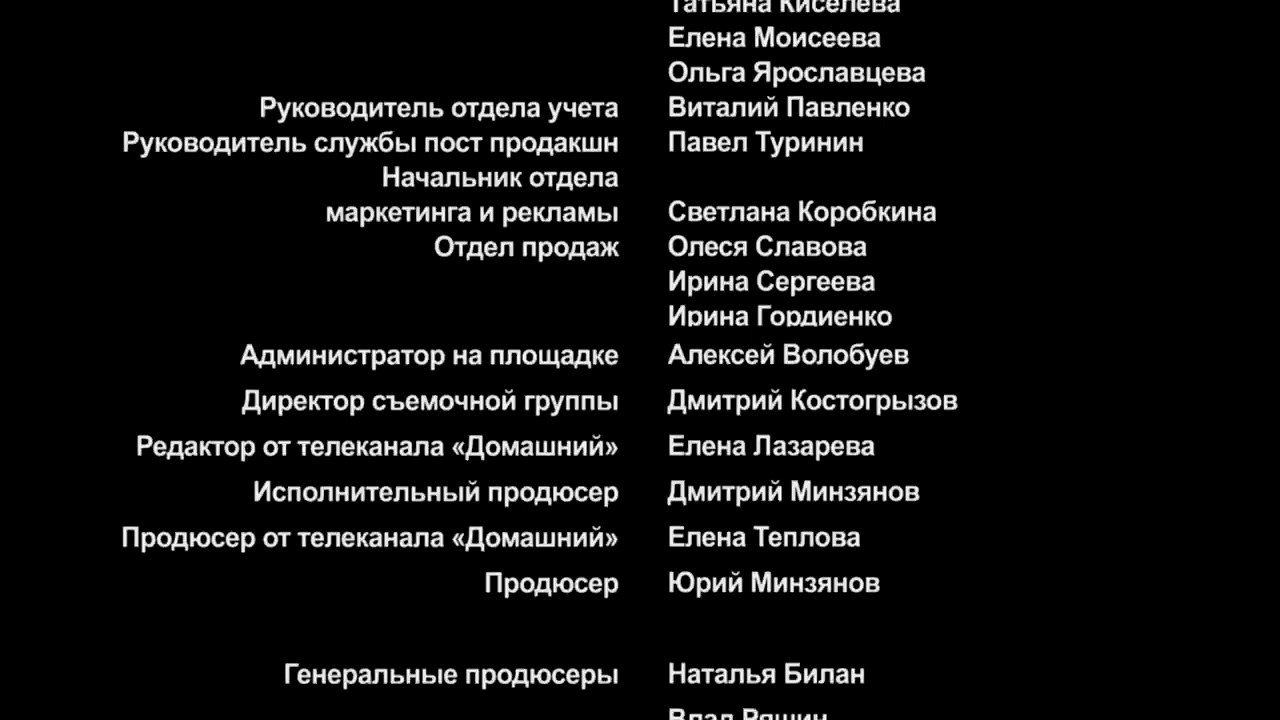 Татьяна Киселева
Елена Моисеева
Ольга Ярославцева
Руководитель отдела учета Виталий Павленко
Руководитель службы пост продакшн Павел Туринин
Начальник отдела
маркетинга и рекламы Светлана Коробкина
Отдел продаж Олеся Славова
Ирина Сергеева
Ирина Гордиенко
Администратор на площадке Алексей Волобуев
Директор съемочной группы Дмитрий Костогрызов
Редактор от телеканала «Домашний» Елена Лазарева
Исполнительный продюсер Дмитрий Минзянов
Продюсер от телеканала «Домашний» Елена Теплова
Продюсер Юрий Минзянов
Генеральные продюсеры Наталья Билан
Влад Ряшин